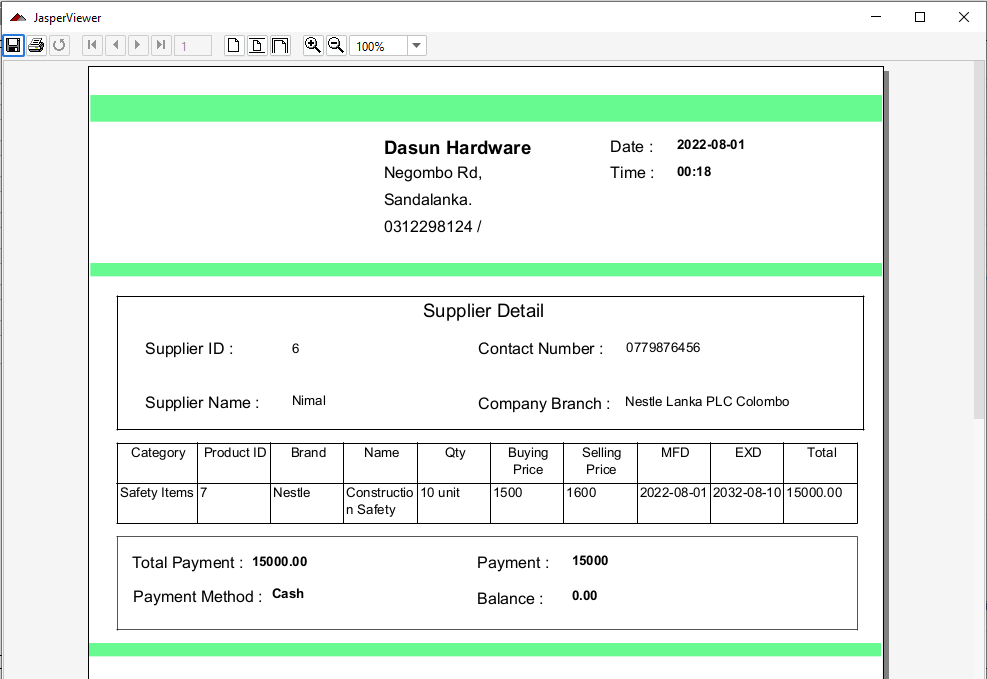 JasperViewer
1
100%
Dasun Hardware
Date : 2022-08-01
Negombo Rd,
Time : 00:18
Sandalanka.
0312298124 /
Supplier Detail
Supplier ID : 6
Contact Number : 0779876456
Supplier Name : Nimal
Company Branch : Nestle Lanka PLC Colombo
Category Product ID Brand Name Qty Buying Price Selling Price MFD EXD Total
Safety Items 7 Nestle Constructio
n Safety 10 unit 1500 1600 2022-08-01 2032-08-10 15000.00
Total Payment : 15000.00
Payment : 15000
Payment Method : Cash
Balance : 0.00